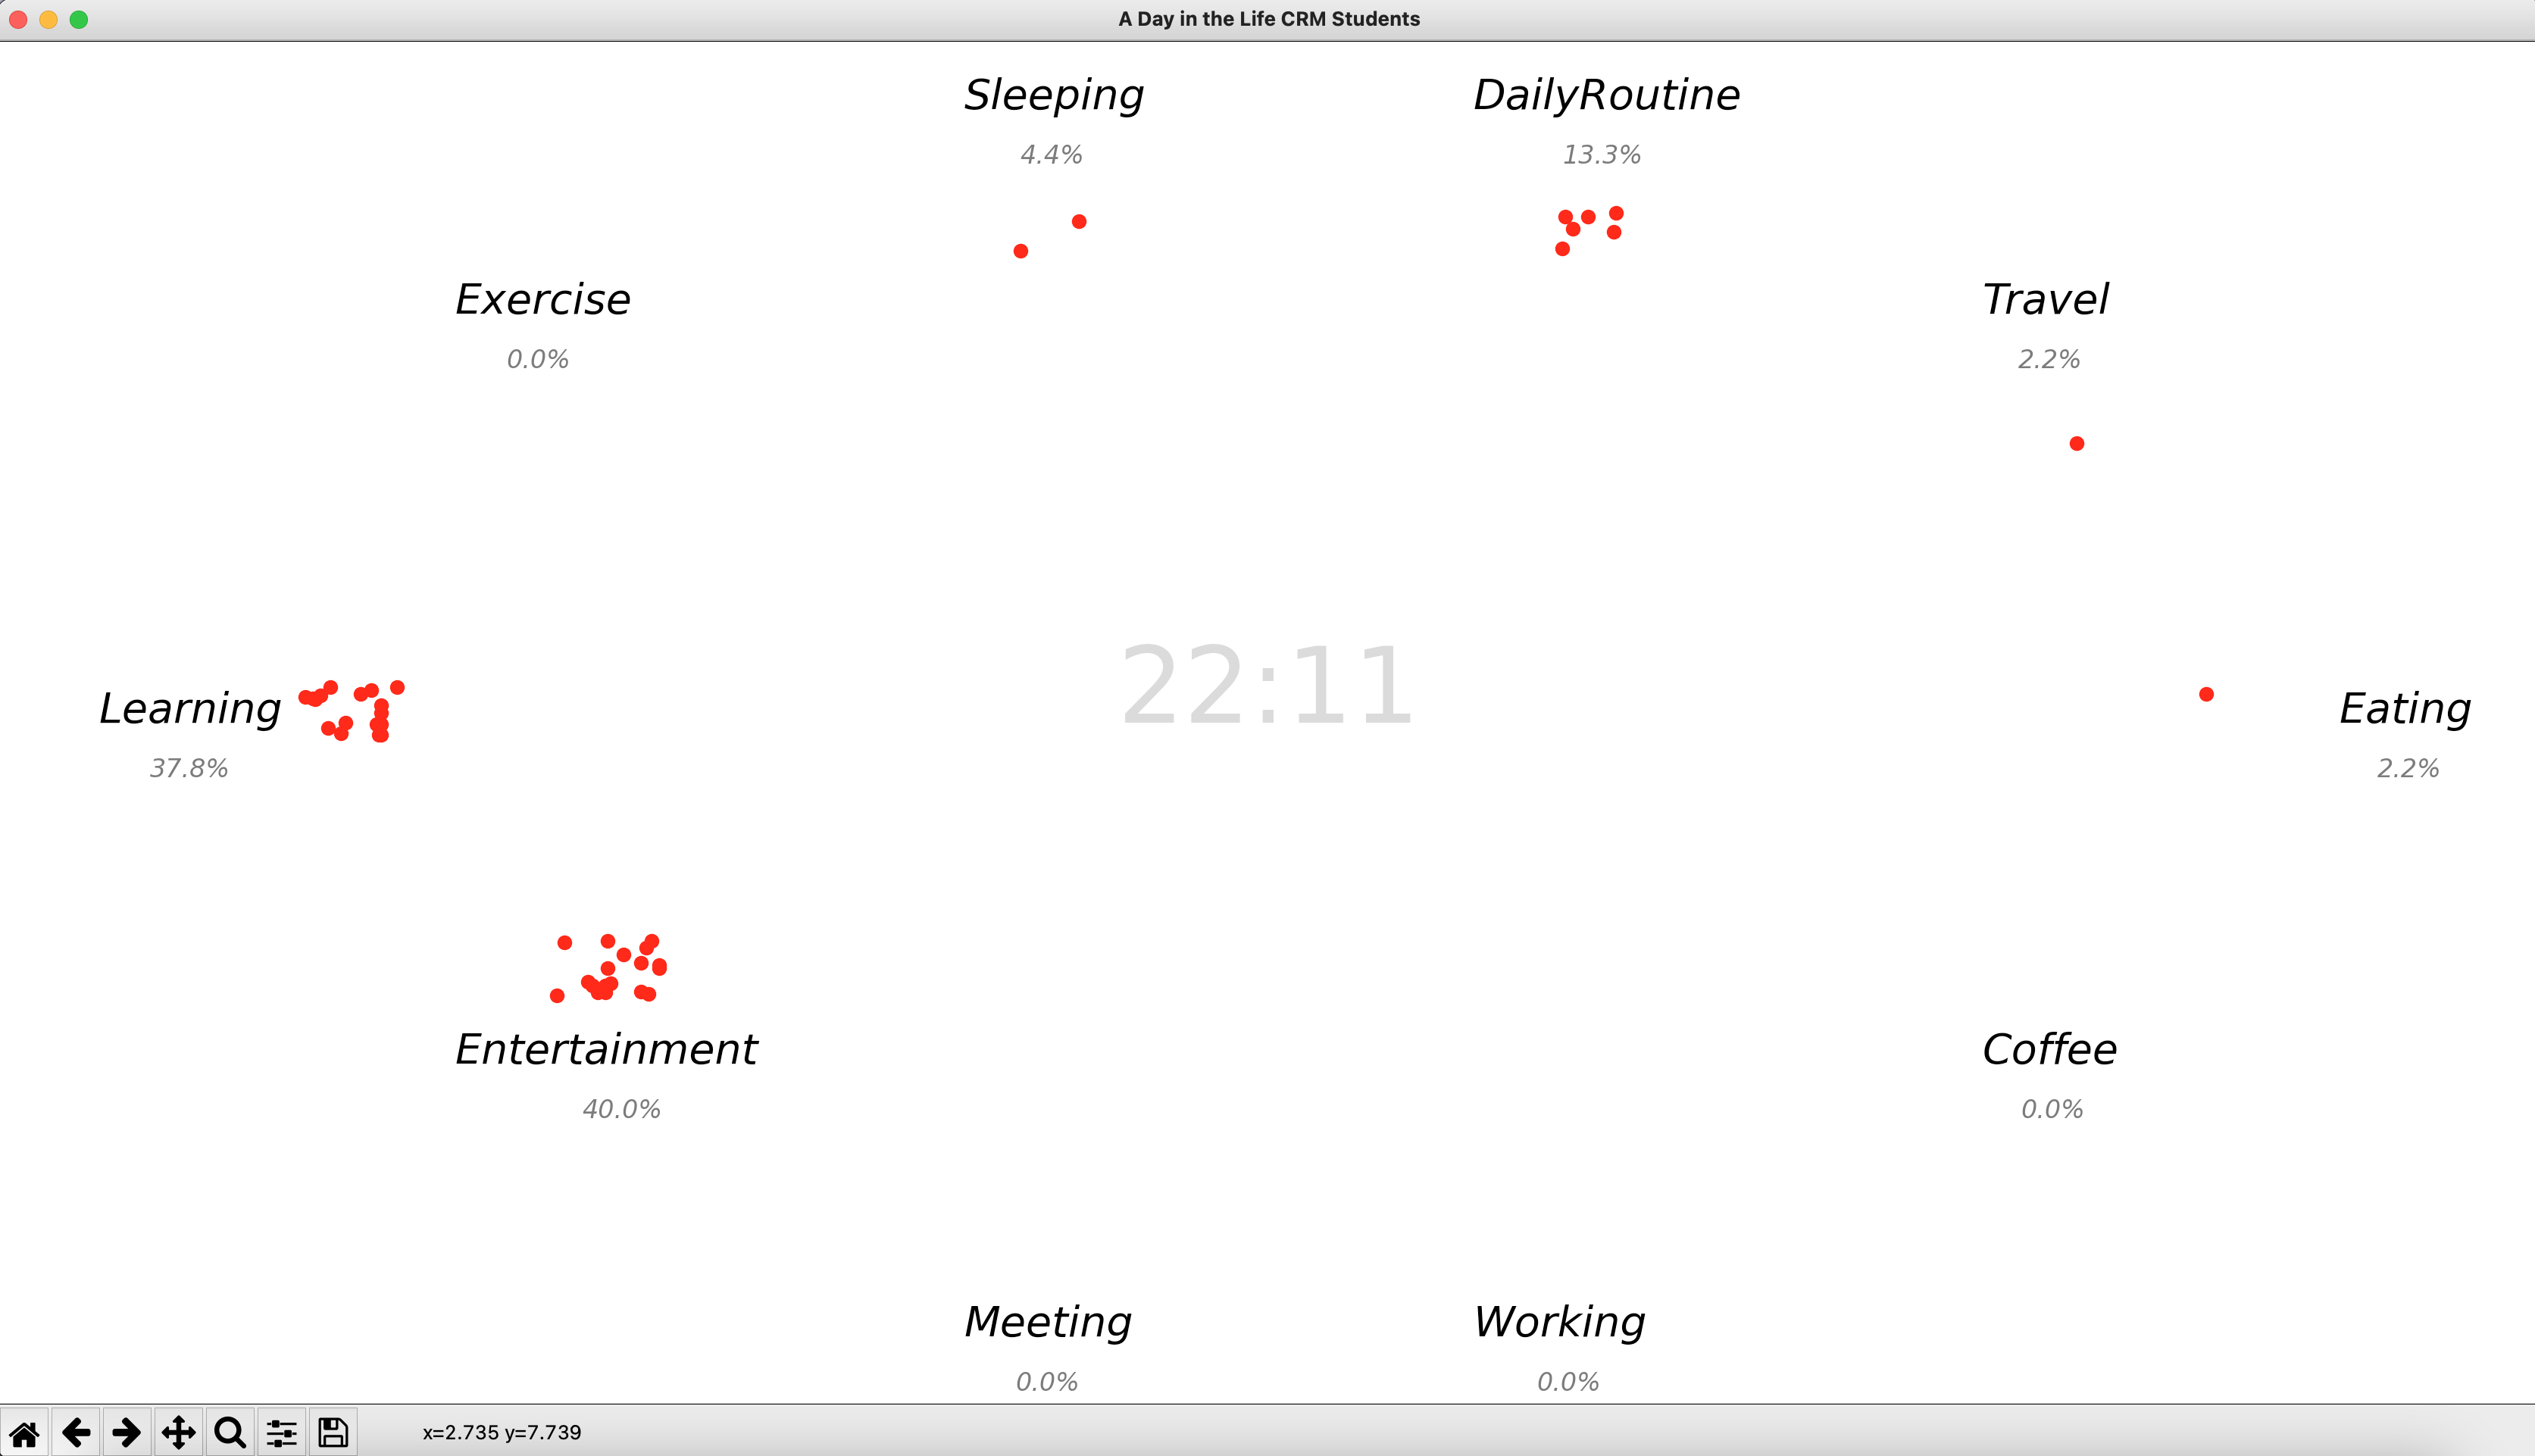 A Day in the Life CRM Students
Sleeping
DailyRoutine
4.4%
13.3%
Exercise
Travel
0.0%
2.2%
22:11
Learning
Eating
37.8%
2.2%
Entertainment
Coffee
40.0%
0.0%
Meeting
Working
0.0%
0.0%
x=2.735 y=7.739